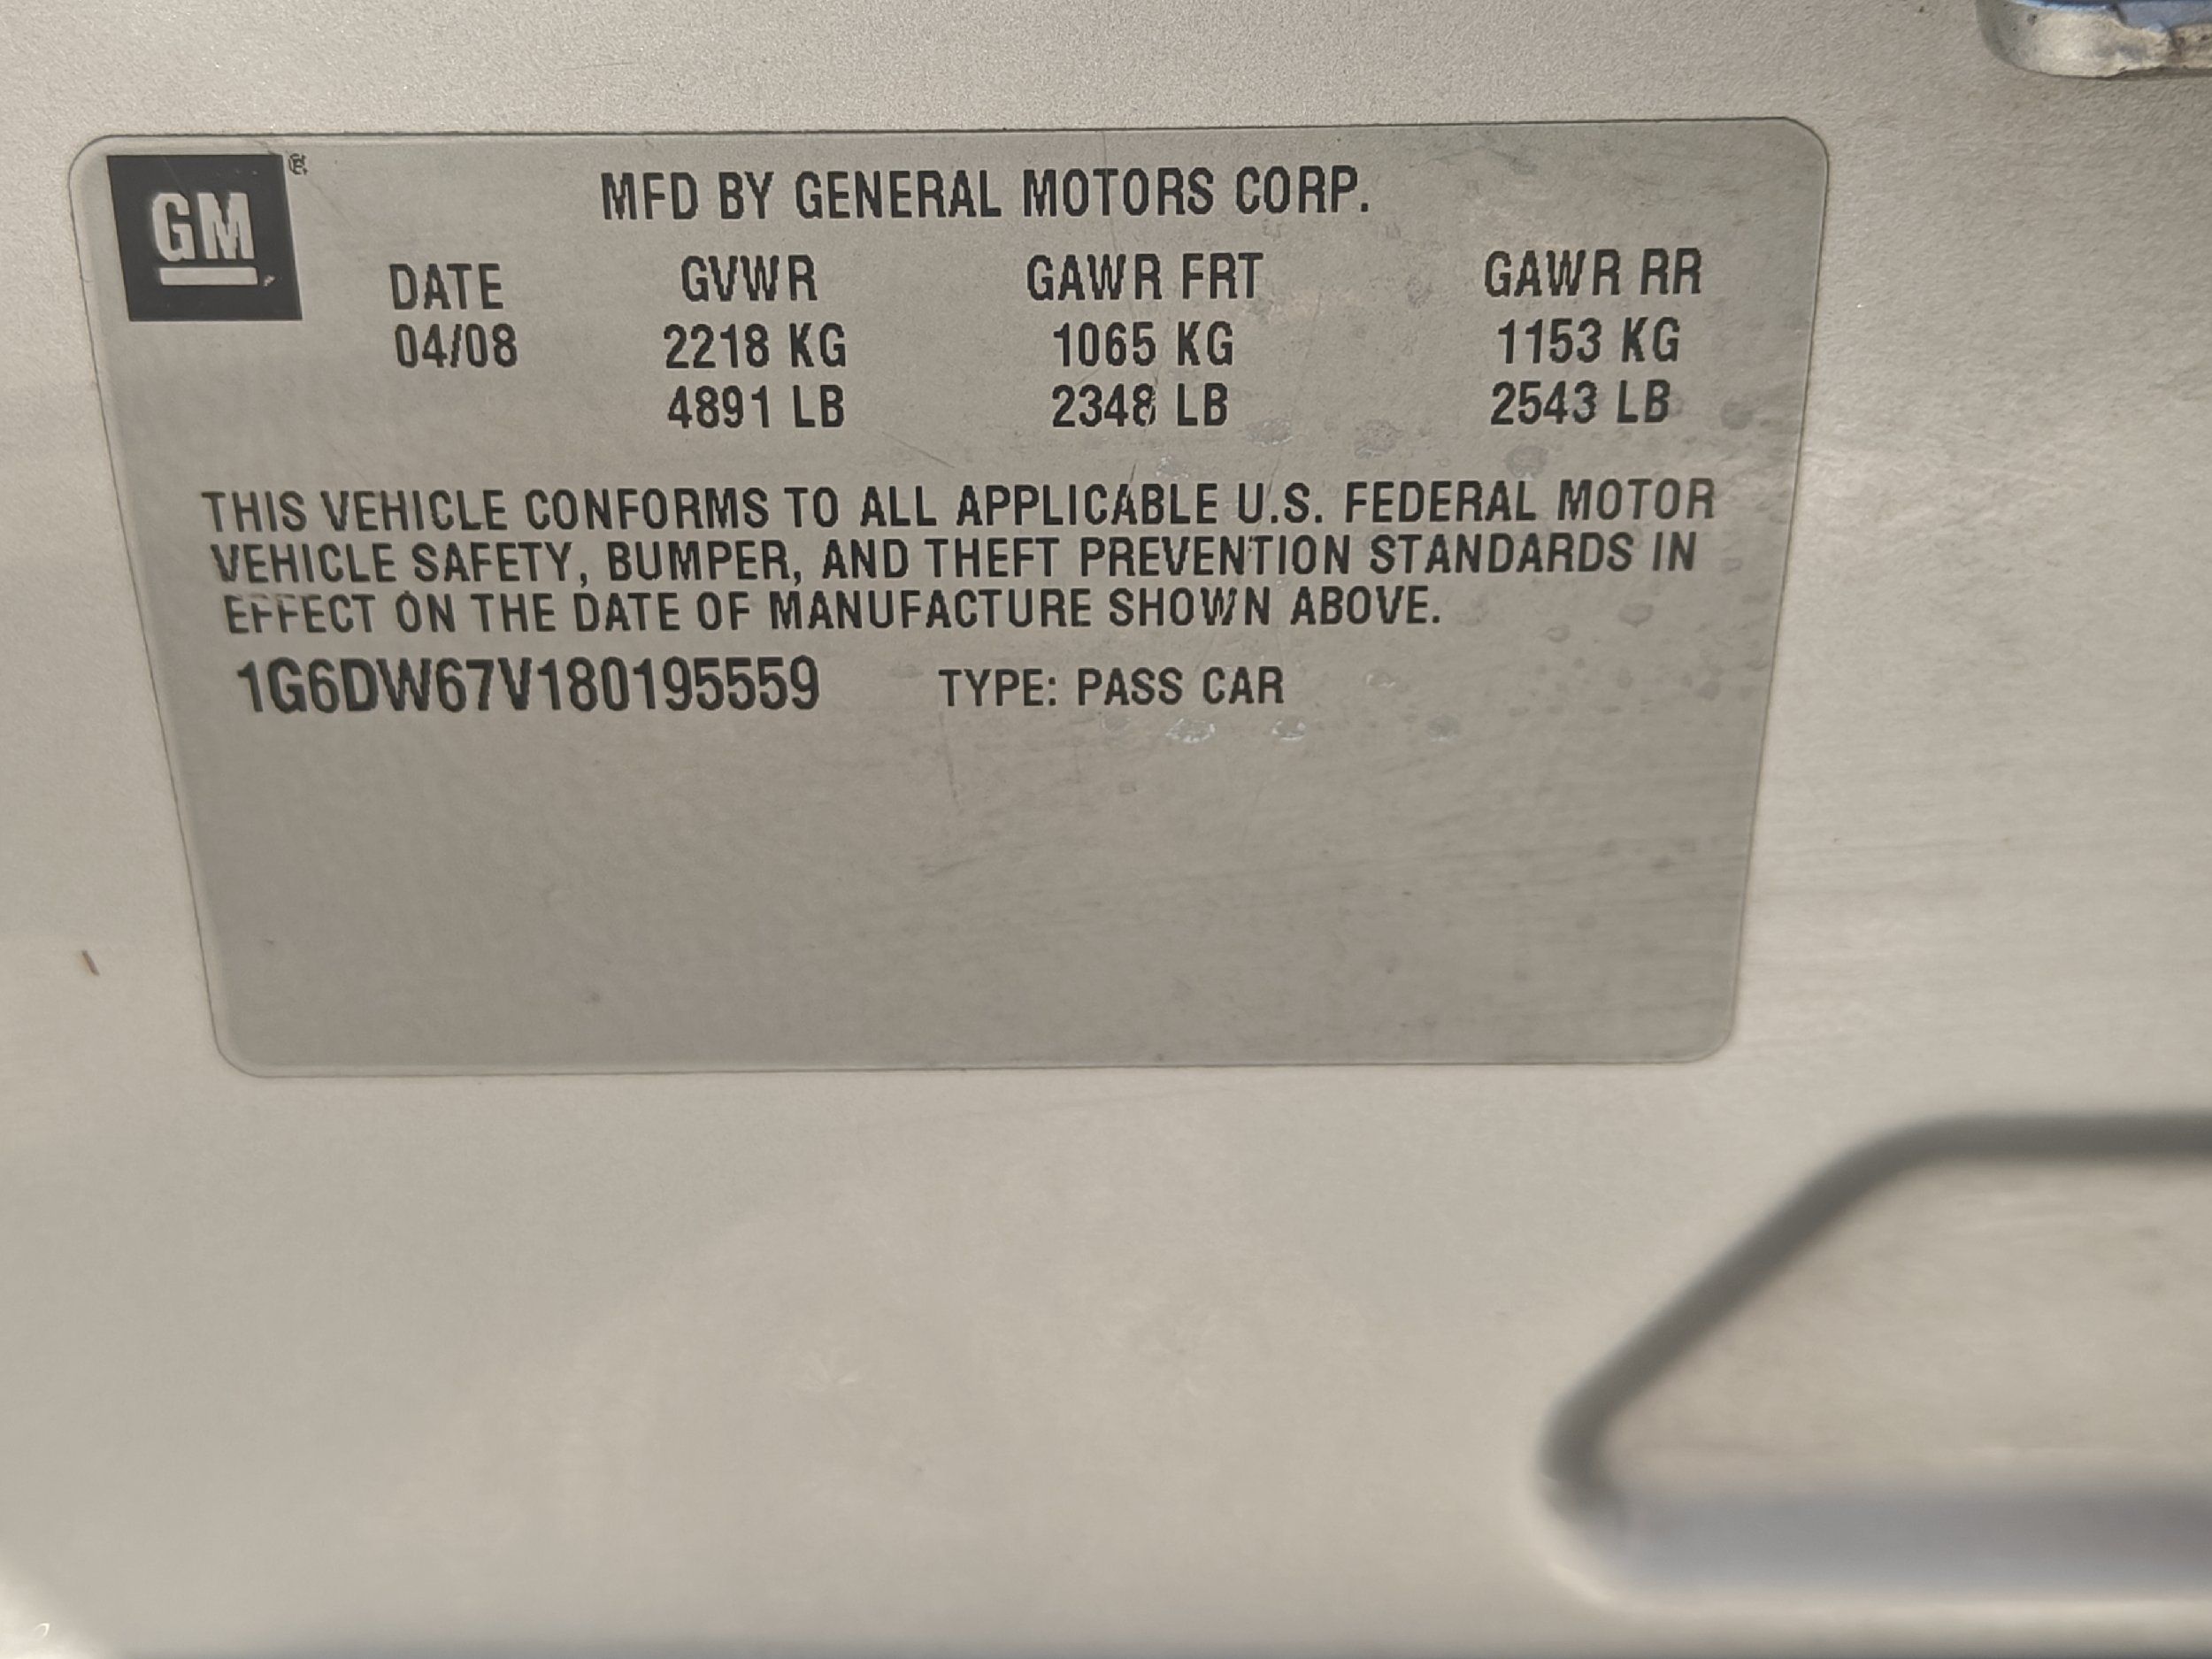 GM ®
MFD BY GENERAL MOTORS CORP.
DATE GVWR GAWR FRT GAWR RR
04/08 2218 KG 1065 KG 1153 KG
4891 LB 2348 LB 2543 LB
THIS VEHICLE CONFORMS TO ALL APPLICABLE U.S. FEDERAL MOTOR
VEHICLE SAFETY, BUMPER, AND THEFT PREVENTION STANDARDS IN
EFFECT ON THE DATE OF MANUFACTURE SHOWN ABOVE.
1G6DW67V180195559 TYPE: PASS CAR